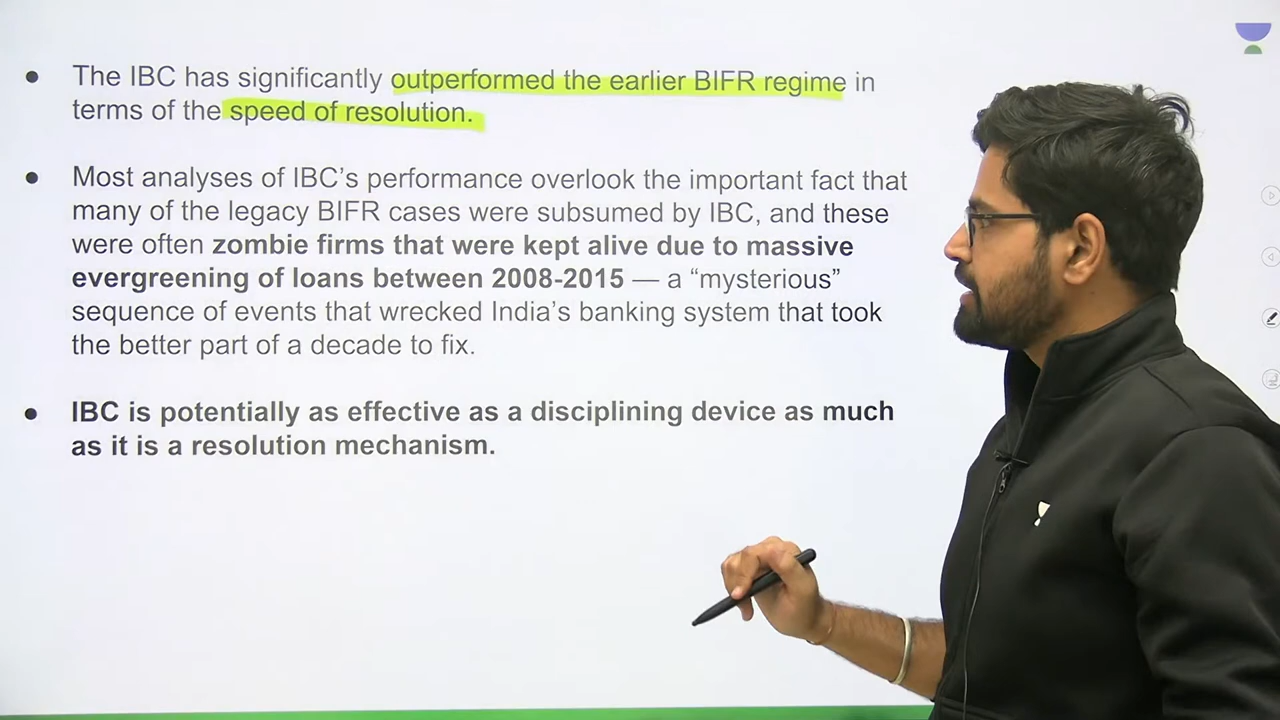 ● The IBC has significantly outperformed the earlier BIFR regime in
terms of the speed of resolution.
● Most analyses of IBC’s performance overlook the important fact that
many of the legacy BIFR cases were subsumed by IBC, and these
were often zombie firms that were kept alive due to massive
evergreening of loans between 2008-2015 — a “mysterious”
sequence of events that wrecked India’s banking system that took
the better part of a decade to fix.
● IBC is potentially as effective as a disciplining device as much
as it is a resolution mechanism.